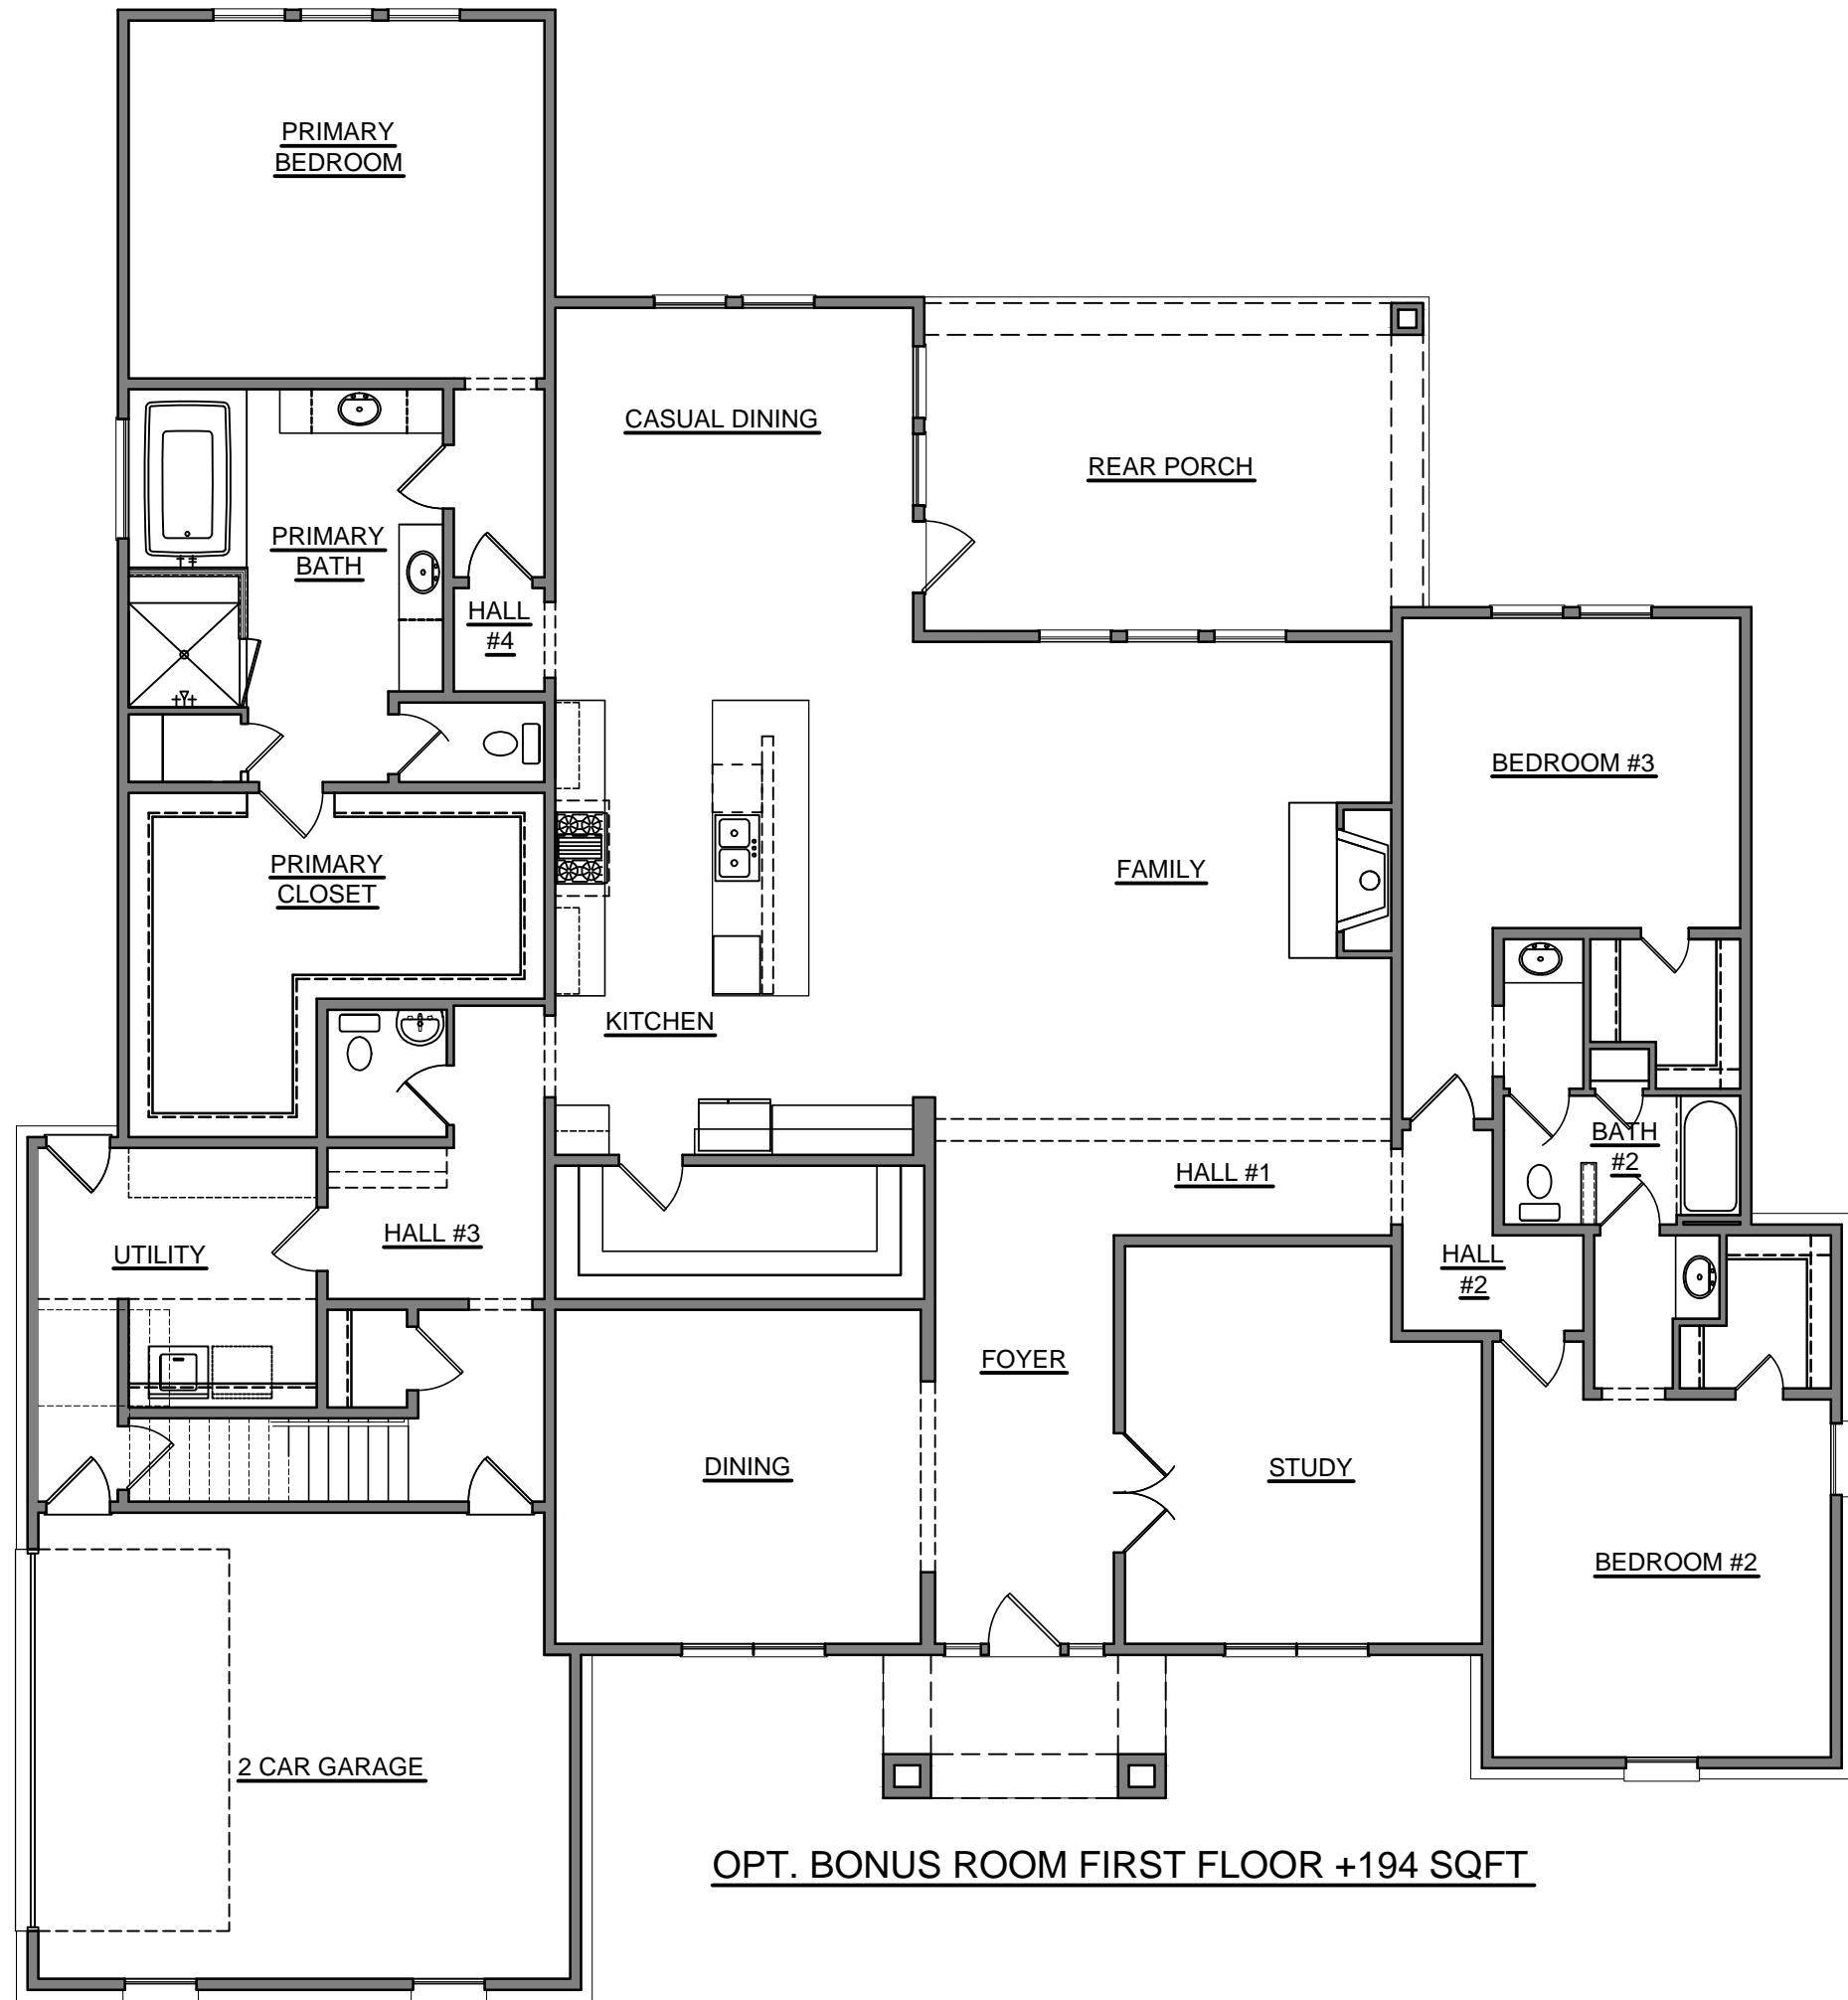 PRIMARY
BEDROOM
CASUAL DINING
REAR PORCH
PRIMARY
BATH
HALL
#4
BEDROOM #3
PRIMARY
CLOSET
FAMILY
KITCHEN
BATH
#2
HALL #1
HALL #3
UTILITY
HALL
#2
FOYER
DINING
STUDY
BEDROOM #2
2 CAR GARAGE
OPT. BONUS ROOM FIRST FLOOR +194 SQFT